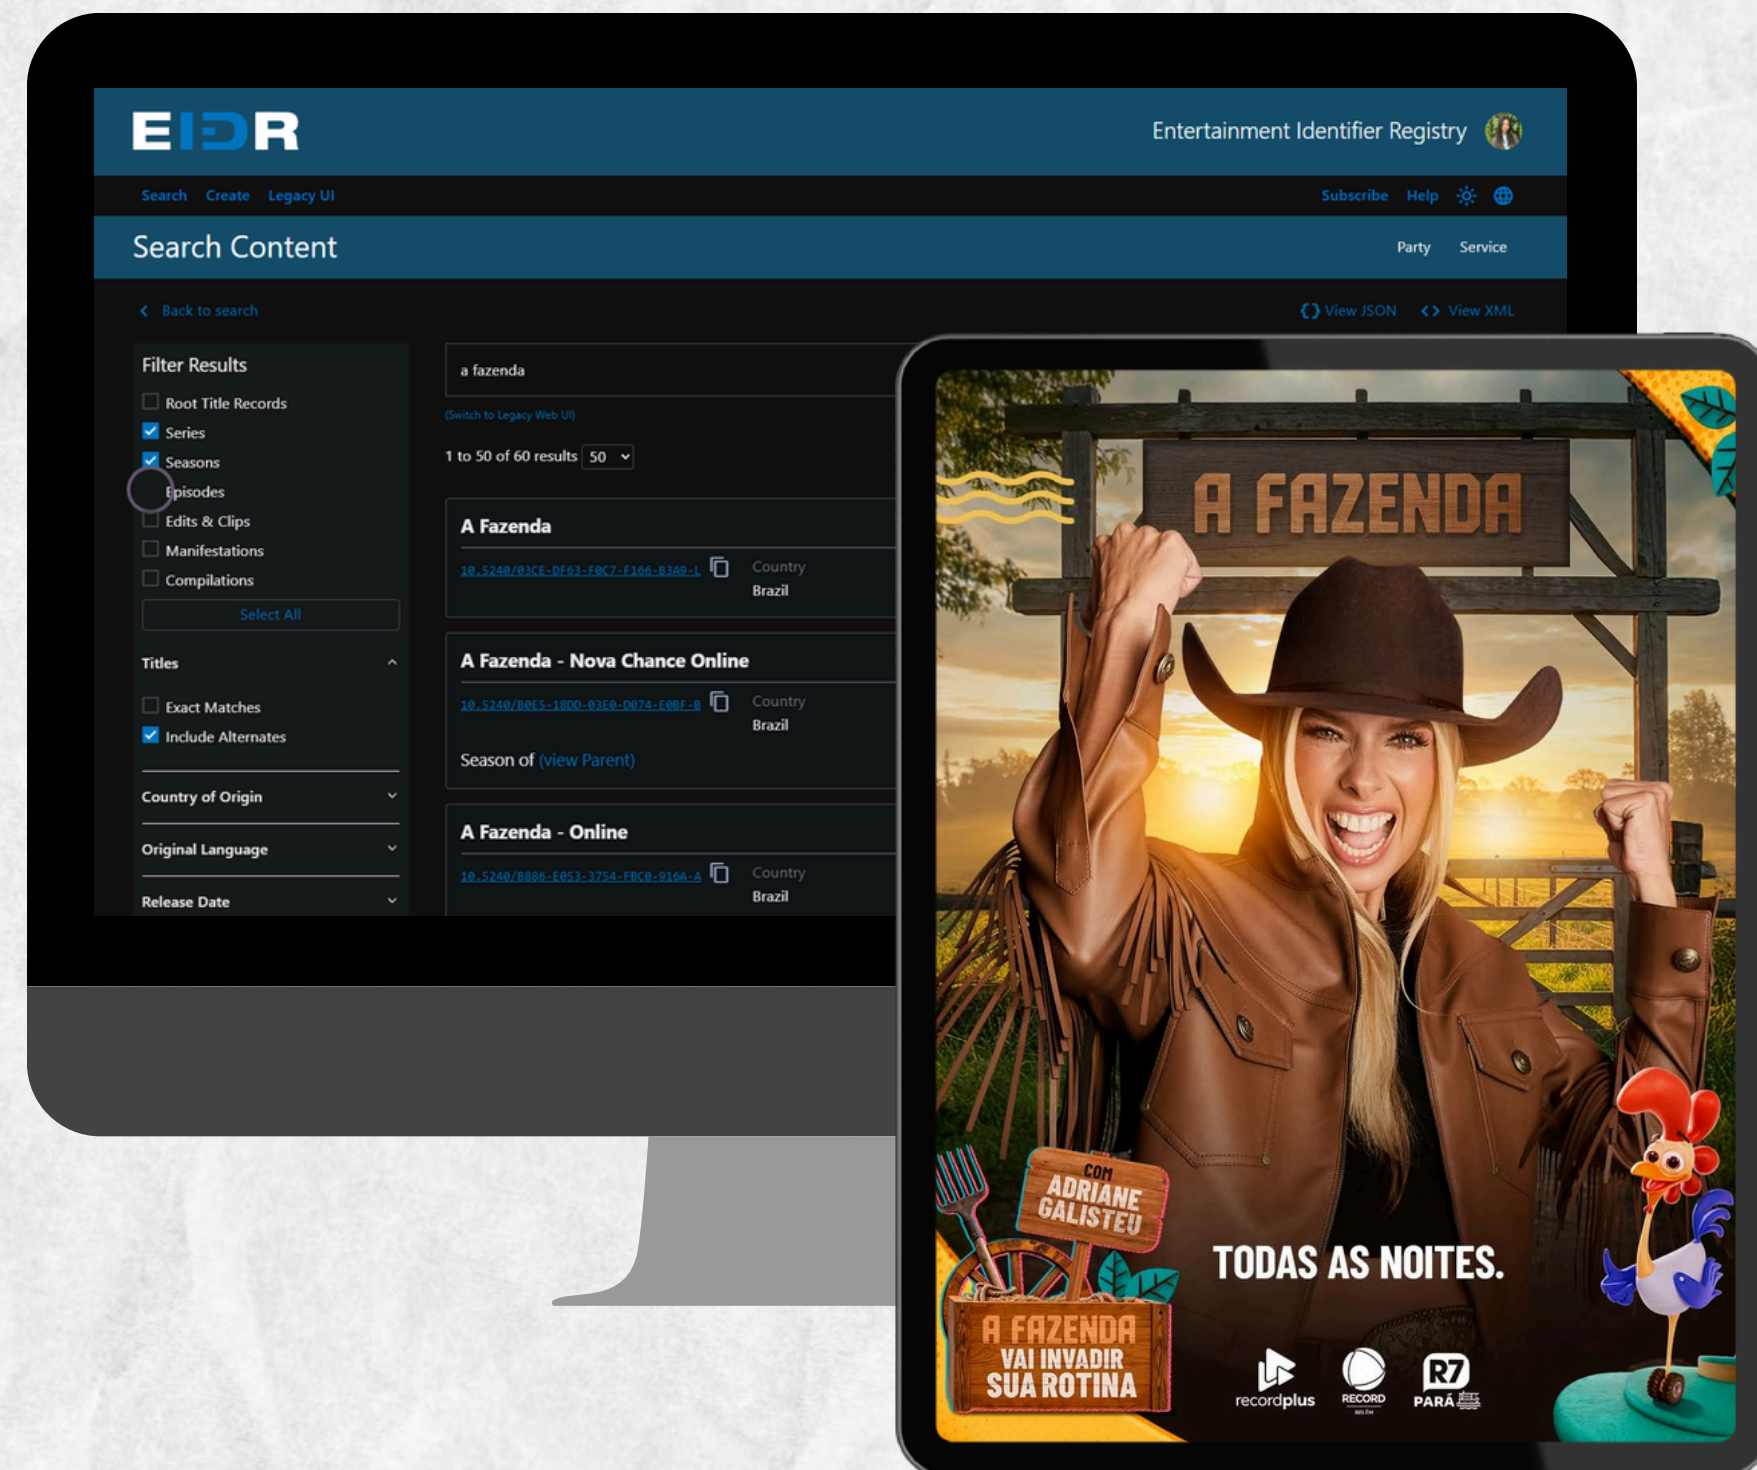 EIDR
Entertainment Identifier Registry
Search Create Legacy UI
Subscribe Help
Search Content
Party Service
Back to search
{} View JSON <> View XML
Filter Results
Root Title Records
Series
Seasons
Episodes
Edits & Clips
Manifestations
Compilations
Select All
Titles
Exact Matches
Include Alternates
Country of Origin
Original Language
Release Date
a fazenda
(Switch to Legacy Web UI)
1 to 50 of 60 results 50
A Fazenda
10.5240/03CE-DF63-F0C7-F166-B3A9-L
Country
Brazil
A Fazenda - Nova Chance Online
10.5240/B0E5-18DD-03E0-D074-E0BF-B
Country
Brazil
Season of (view Parent)
A Fazenda - Online
10.5240/B886-E053-3754-FBC0-916A-A
Country
Brazil
A FAZENDA
COM
ADRIANE
GALISTEU
A FAZENDA
VAI INVADIR
SUA ROTINA
TODAS AS NOITES.
recordplus
RECORD
BELÉM
R7
PARÁ